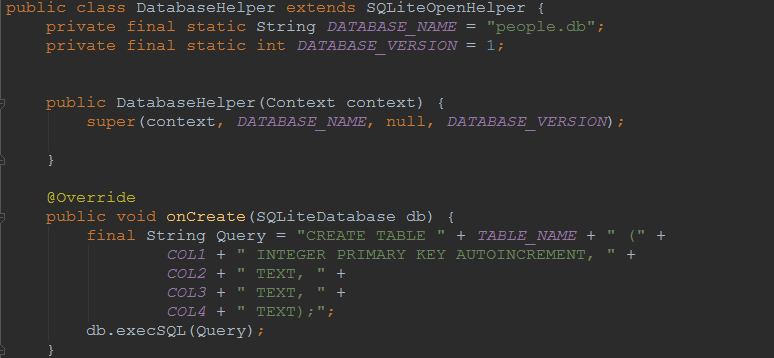 public class DatabaseHelper extends SQLiteOpenHelper {
    private final static String DATABASE_NAME = "people.db";
    private final static int DATABASE_VERSION = 1;
    public DatabaseHelper(Context context) {
        super(context, DATABASE_NAME, null, DATABASE_VERSION);
    }
    @Override
    public void onCreate(SQLiteDatabase db) {
        final String Query = "CREATE TABLE " + TABLE_NAME + " (" +
                COL1 + " INTEGER PRIMARY KEY AUTOINCREMENT, " +
                COL2 + " TEXT, " +
                COL3 + " TEXT, " +
                COL4 + " TEXT);";
        db.execSQL(Query);
    }